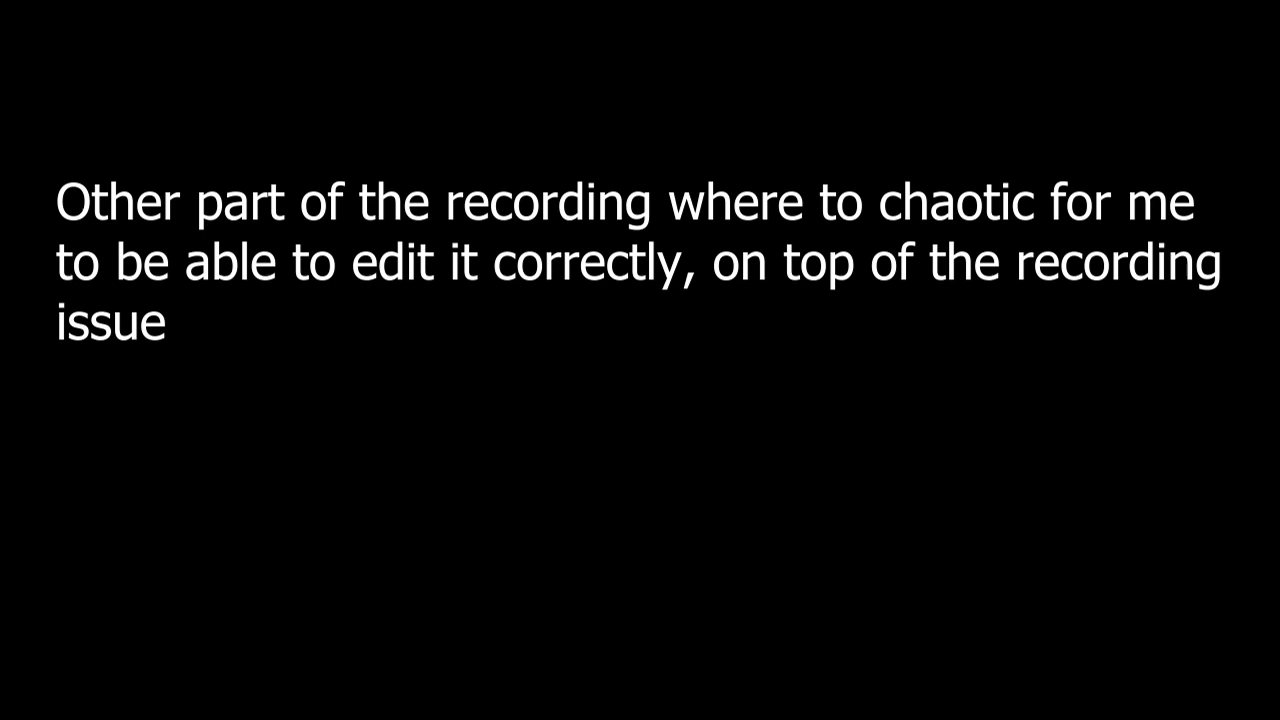 Other part of the recording where to chaotic for me
to be able to edit it correctly, on top of the recording
issue